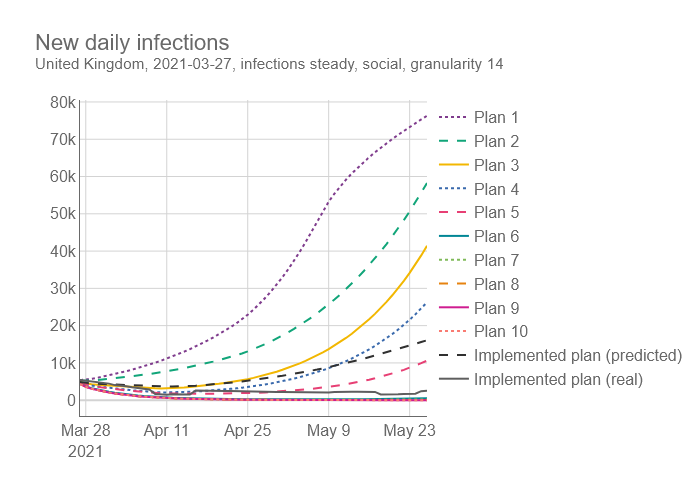 New daily infections
United Kingdom, 2021-03-27, infections steady, social, granularity 14
80k
70k
60k
50k
40k
30k
20k
10k
0
Mar 28
2021
Apr 11
Apr 25
May 9
May 23
Plan 1
Plan 2
Plan 3
Plan 4
Plan 5
Plan 6
Plan 7
Plan 8
Plan 9
Plan 10
Implemented plan (predicted)
Implemented plan (real)